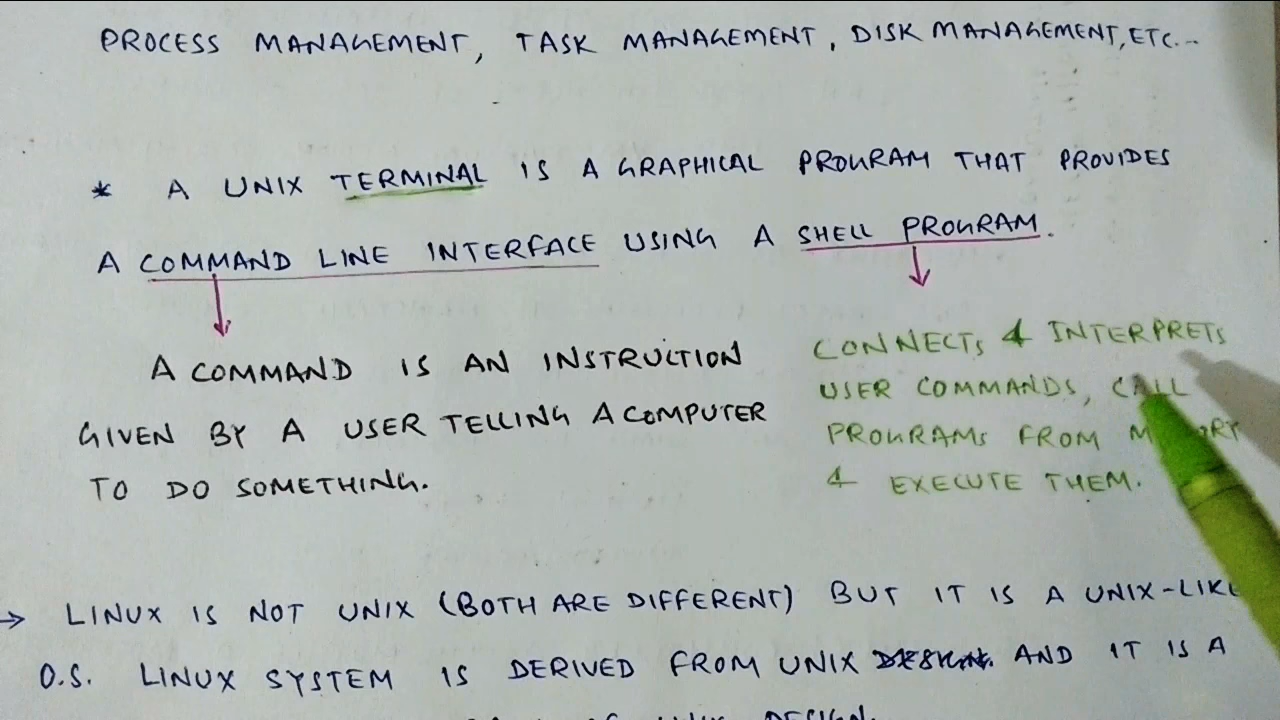 PROCESS MANAGEMENT, TASK MANAGEMENT, DISK MANAGEMENT, ETC..
* A UNIX TERMINAL IS A GRAPHICAL PROGRAM THAT PROVIDES
A COMMAND LINE INTERFACE USING A SHELL PROGRAM.
A COMMAND IS AN INSTRUCTION
GIVEN BY A USER TELLING A COMPUTER
TO DO SOMETHING.
CONNECTS & INTERPRETS
USER COMMANDS, CALL
PROGRAMS FROM
& EXECUTE THEM.
→ LINUX IS NOT UNIX (BOTH ARE DIFFERENT) BUT IT IS A
O.S. LINUX SYSTEM IS DERIVED FROM UNIX AND IT IS A
DESIGN.